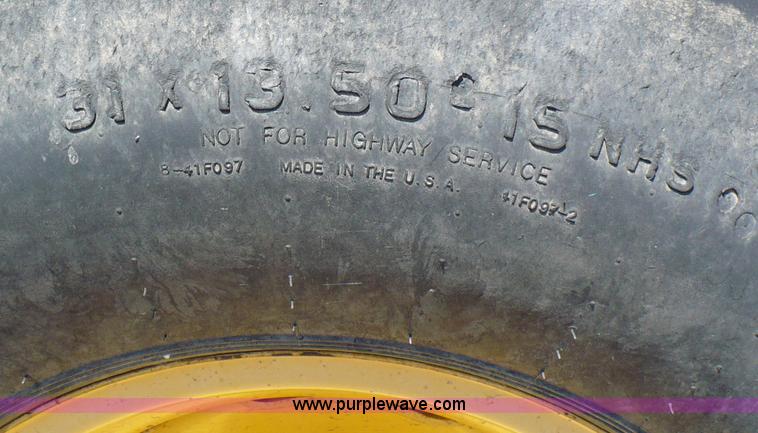 31 X 13.50 - 15 NHS
NOT FOR HIGHWAY SERVICE
8-41F097 MADE IN THE U.S.A. 41F097-2
www.purplewave.com